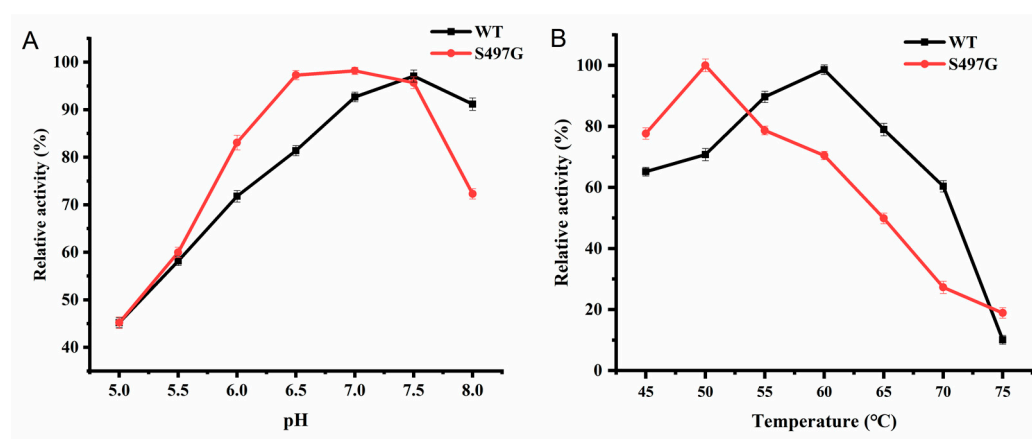 A
WT
S497G
Relative activity (%)
100
90
80
70
60
50
40
5.0 5.5 6.0 6.5 7.0 7.5 8.0
pH
B
WT
S497G
Relative activity (%)
100
80
60
40
20
0
45 50 55 60 65 70 75
Temperature (℃)